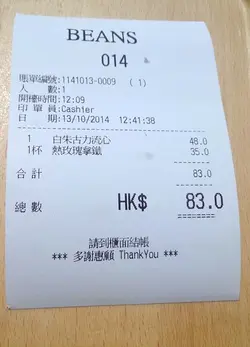 BEANS
014
賬單編號:1141013-0009 (1)
人 數:1
開檯時間:12:09
印單員:Cashier
日 期:13/10/2014 12:41:38
1 白朱古力流心 48.0
1杯 熱玫瑰拿鐵 35.0
合計 83.0
總數 HK$ 83.0
請到櫃面結帳
*** 多謝惠顧 ThankYou ***